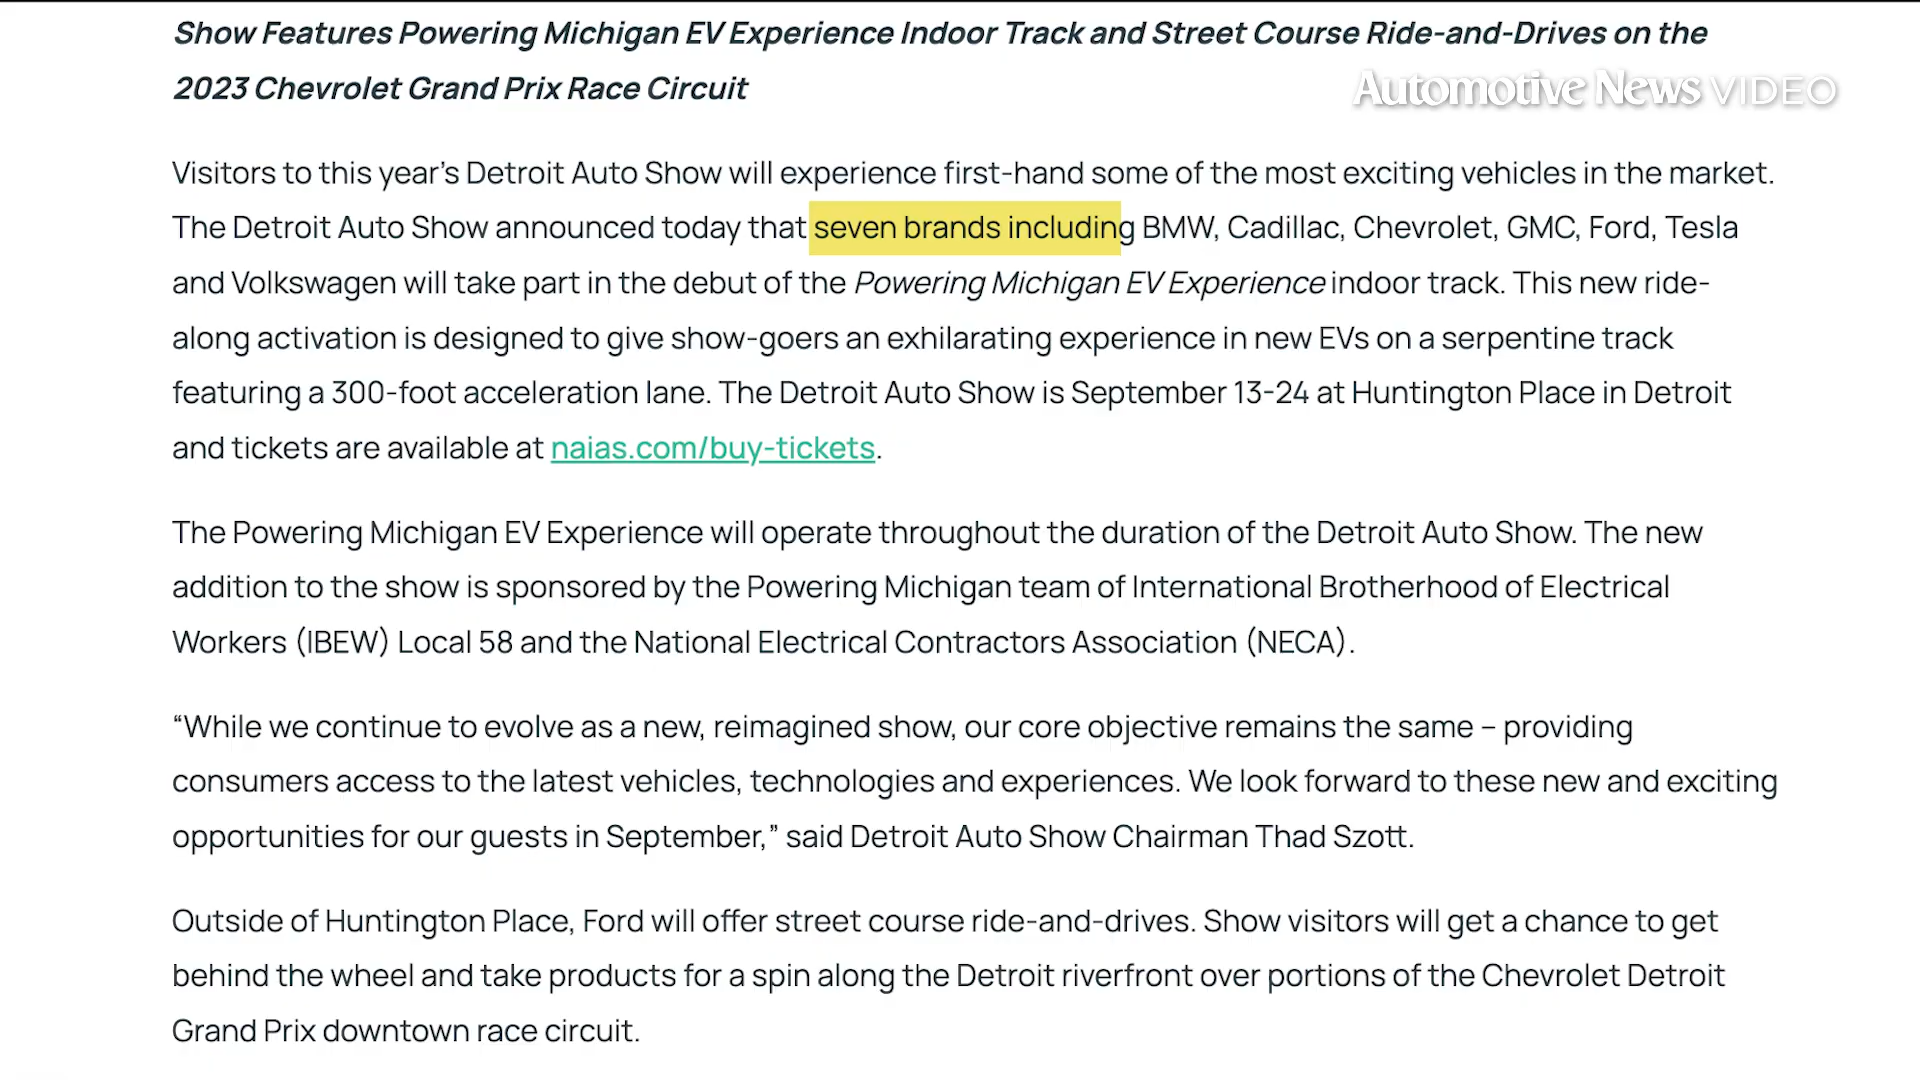 Show Features Powering Michigan EV Experience Indoor Track and Street Course Ride-and-Drives on the
2023 Chevrolet Grand Prix Race Circuit
Automotive News VIDEO
Visitors to this year’s Detroit Auto Show will experience first-hand some of the most exciting vehicles in the market.
The Detroit Auto Show announced today that seven brands including BMW, Cadillac, Chevrolet, GMC, Ford, Tesla
and Volkswagen will take part in the debut of the Powering Michigan EV Experience indoor track. This new ride-
along activation is designed to give show-goers an exhilarating experience in new EVs on a serpentine track
featuring a 300-foot acceleration lane. The Detroit Auto Show is September 13-24 at Huntington Place in Detroit
and tickets are available at naias.com/buy-tickets.
The Powering Michigan EV Experience will operate throughout the duration of the Detroit Auto Show. The new
addition to the show is sponsored by the Powering Michigan team of International Brotherhood of Electrical
Workers (IBEW) Local 58 and the National Electrical Contractors Association (NECA).
“While we continue to evolve as a new, reimagined show, our core objective remains the same – providing
consumers access to the latest vehicles, technologies and experiences. We look forward to these new and exciting
opportunities for our guests in September,” said Detroit Auto Show Chairman Thad Szott.
Outside of Huntington Place, Ford will offer street course ride-and-drives. Show visitors will get a chance to get
behind the wheel and take products for a spin along the Detroit riverfront over portions of the Chevrolet Detroit
Grand Prix downtown race circuit.